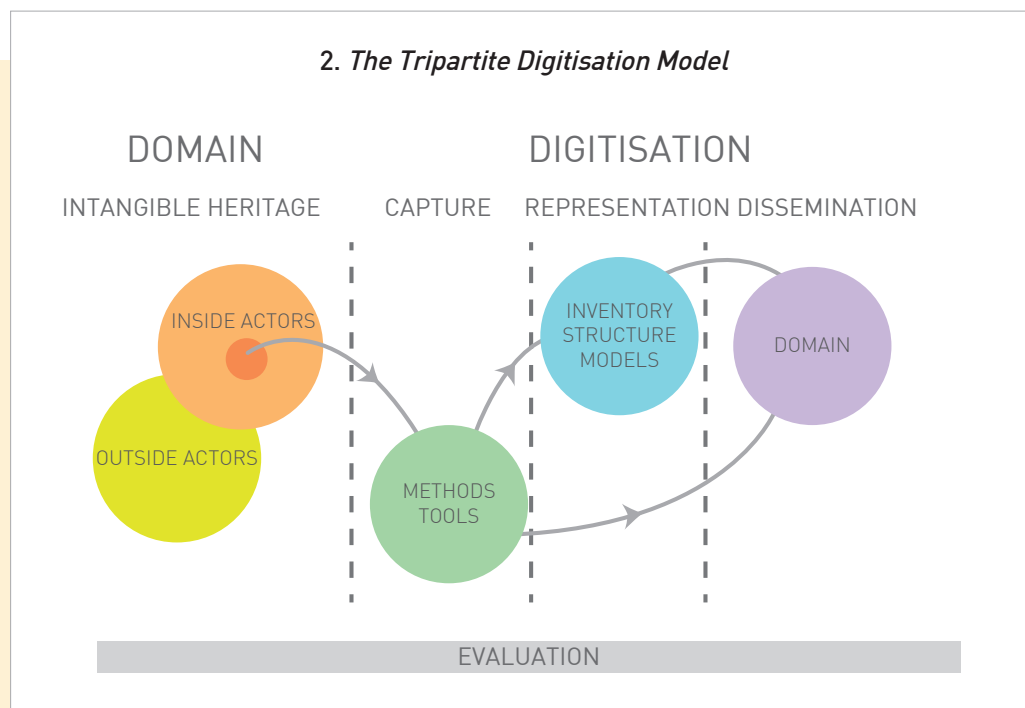 2. The Tripartite Digitisation Model
DOMAIN
DIGITISATION
INTANGIBLE HERITAGE
CAPTURE
REPRESENTATION
DISSEMINATION
INSIDE ACTORS
OUTSIDE ACTORS
METHODS
TOOLS
INVENTORY
STRUCTURE
MODELS
DOMAIN
EVALUATION